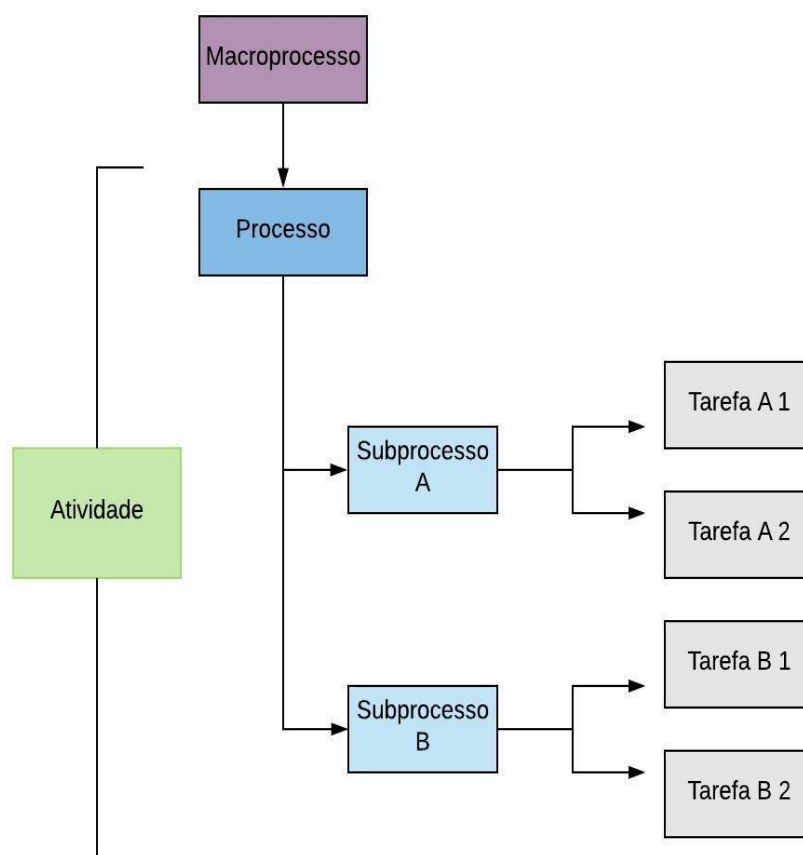 Macroprocesso
Processo
Tarefa A 1
Subprocesso
A
Atividade
Tarefa A 2
Tarefa B 1
Subprocesso
B
Tarefa B 2